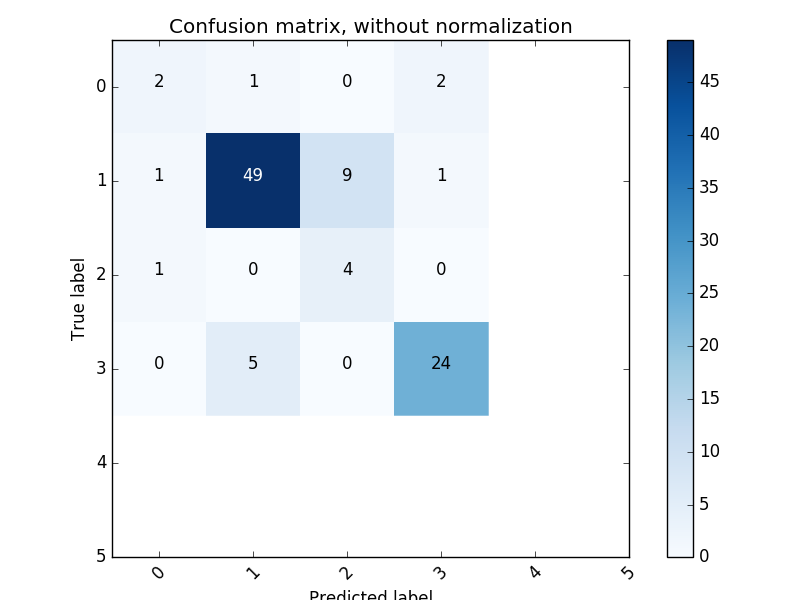 Confusion matrix, without normalization
True label
0 2 1 0 2
1 1 49 9 1
2 1 0 4 0
3 0 5 0 24
4
5
0 1 2 3 4 5
Predicted label
45
40
35
30
25
20
15
10
5
0